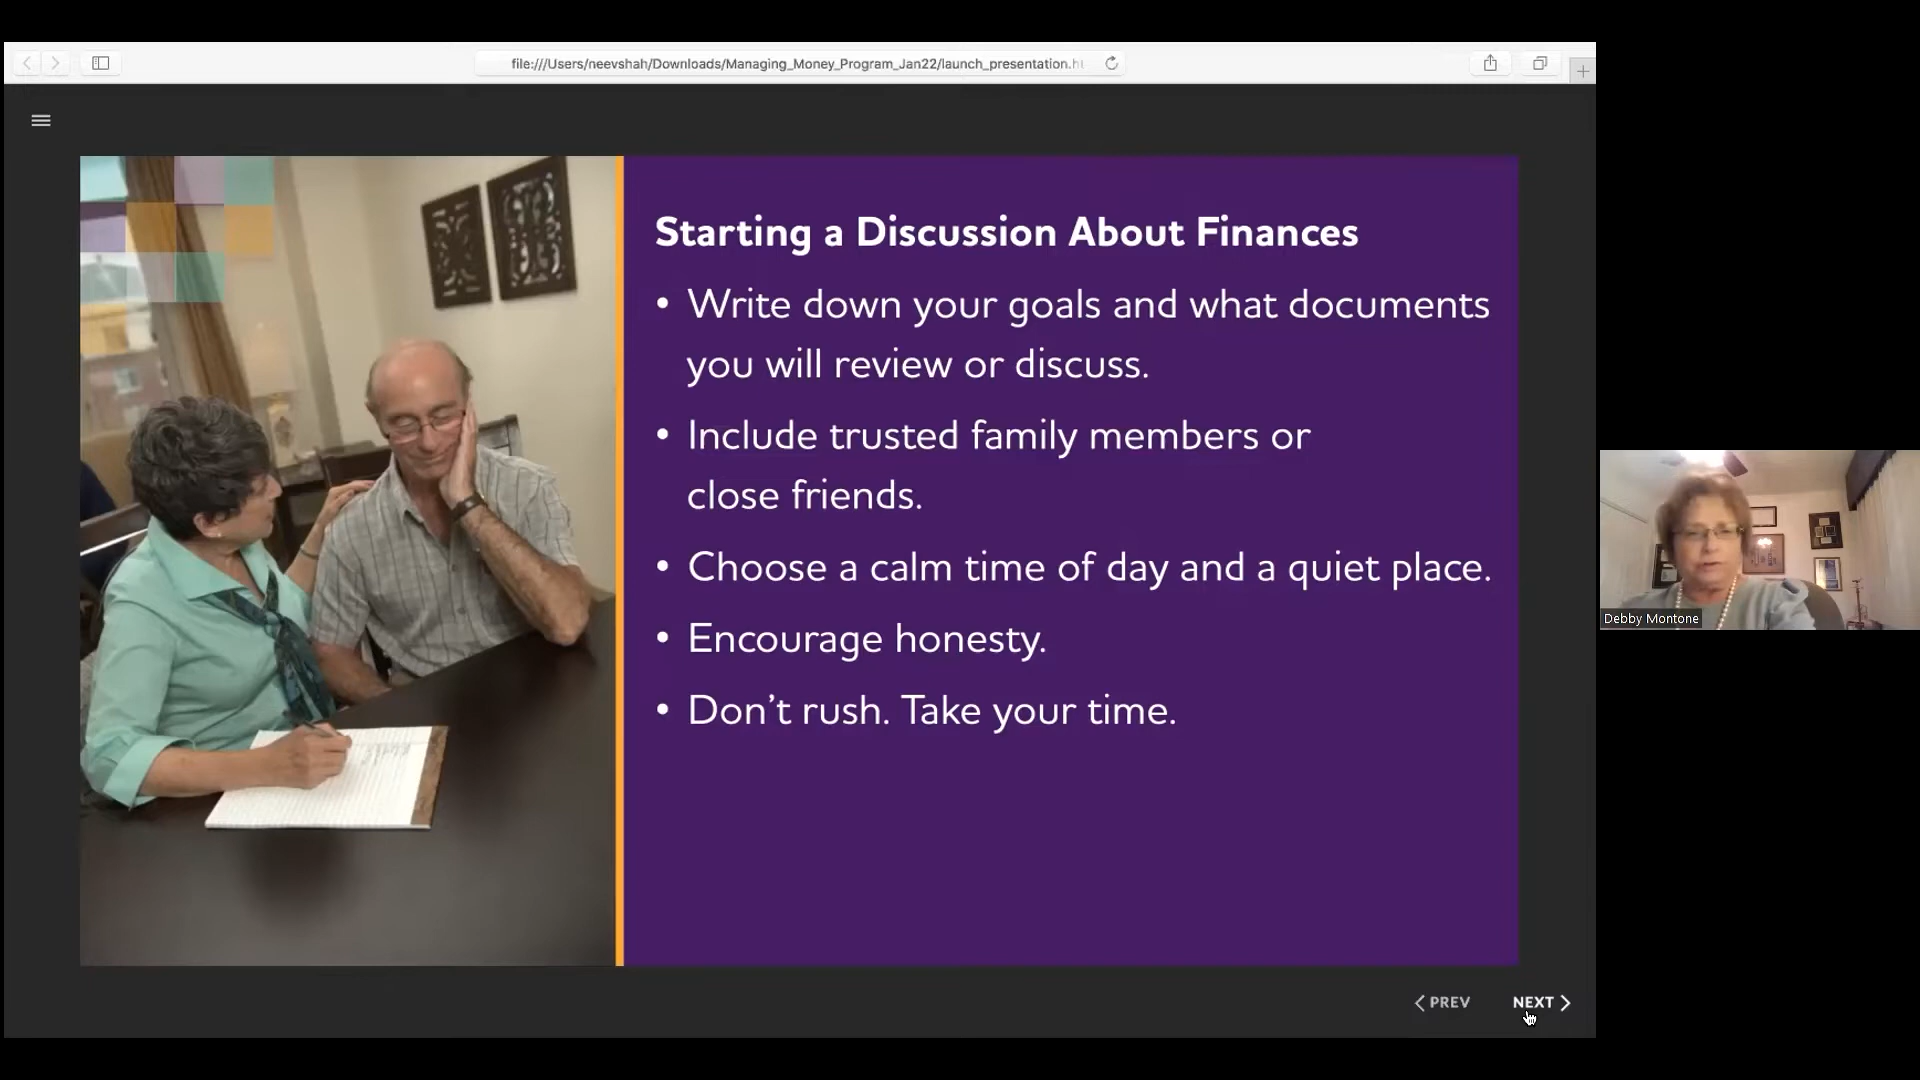 file:///Users/neevshah/Downloads/Managing_Money_Program_Jan22/launch_presentation.h
Starting a Discussion About Finances
• Write down your goals and what documents
you will review or discuss.
• Include trusted family members or
close friends.
• Choose a calm time of day and a quiet place.
• Encourage honesty.
• Don’t rush. Take your time.
Debby Montone
PREV
NEXT